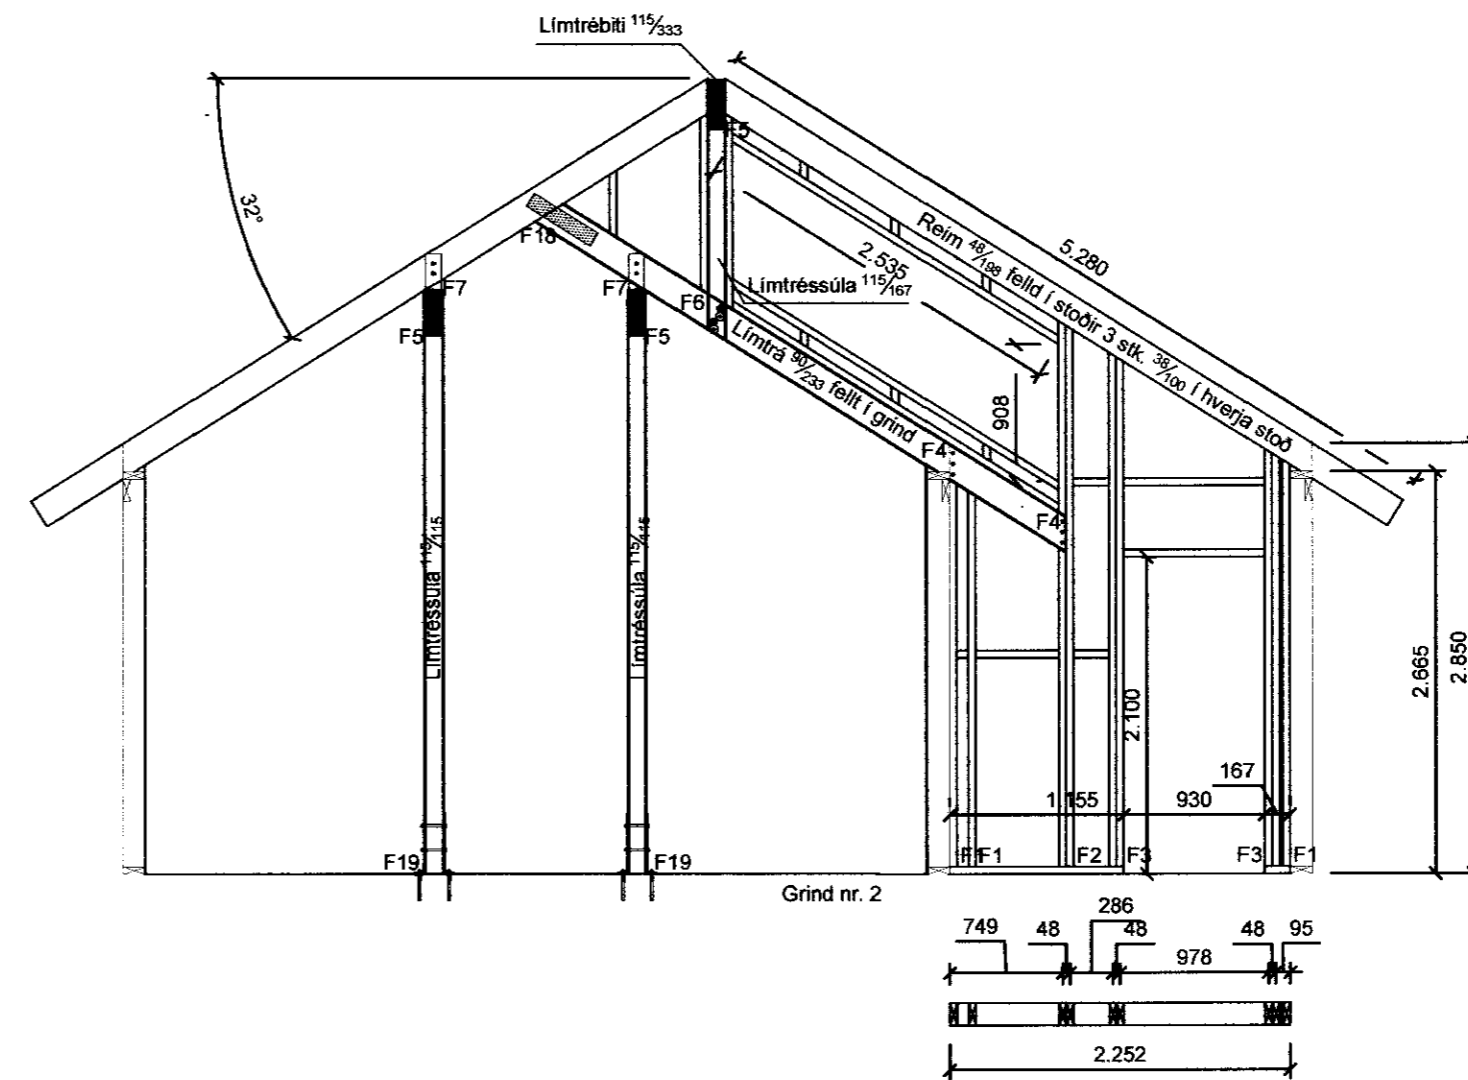 Límtrébiti 115/333
F5
32°
5.280
Reim 48/198 felld í stoðir 3 stk. 38/100 í hverja stoð
2.535
Límtréssúla 115/167
F18
F7
F7
F6
F5
F5
Límtrá 90/233 fellt í grind
908
F4
F4
Límtréssúla 115/115
Límtréssúla 115/115
2.665
2.850
2.100
167
1.155
930
F19
F19
F1
F1
F2
F3
F3
F1
Grind nr. 2
286
749
48
48
48
95
978
2.252